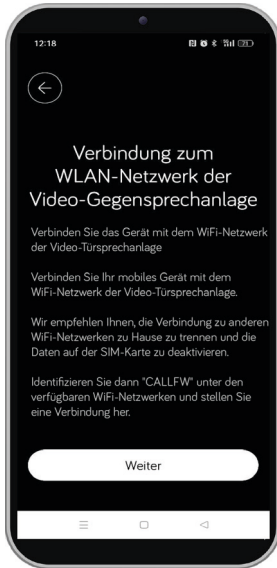 12:18
Verbindung zum
WLAN-Netzwerk der
Video-Gegensprechanlage
Verbinden Sie das Gerät mit dem WiFi-Netzwerk
der Video-Türsprechanlage
Verbinden Sie Ihr mobiles Gerät mit dem
WiFi-Netzwerk der Video-Türsprechanlage.
Wir empfehlen Ihnen, die Verbindung zu anderen
WiFi-Netzwerken zu Hause zu trennen und die
Daten auf der SIM-Karte zu deaktivieren.
Identifizieren Sie dann "CALLFW" unter den
verfügbaren WiFi-Netzwerken und stellen Sie
eine Verbindung her.
Weiter